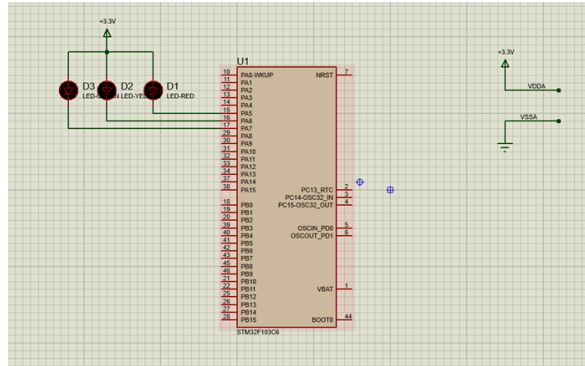 +3.3V
D3
D2
D1
LED-YE
LED-RED
U1
10 PA0-WKUP
11 PA1
12 PA2
13 PA3
14 PA4
15 PA5
16 PA6
17 PA7
29 PA8
30 PA9
31 PA10
32 PA11
33 PA12
34 PA13
37 PA14
38 PA15
18 PB0
19 PB1
20 PB2
39 PB3
40 PB4
41 PB5
42 PB6
43 PB7
45 PB8
46 PB9
21 PB10
22 PB11
25 PB12
26 PB13
27 PB14
28 PB15
NRST 7
PC13_RTC 2
PC14-OSC32_IN 3
PC15-OSC32_OUT 4
OSCIN_PD0 5
OSCOUT_PD1 6
VBAT 1
BOOT0 44
STM32F103C6
+3.3V
VDDA
VSSA